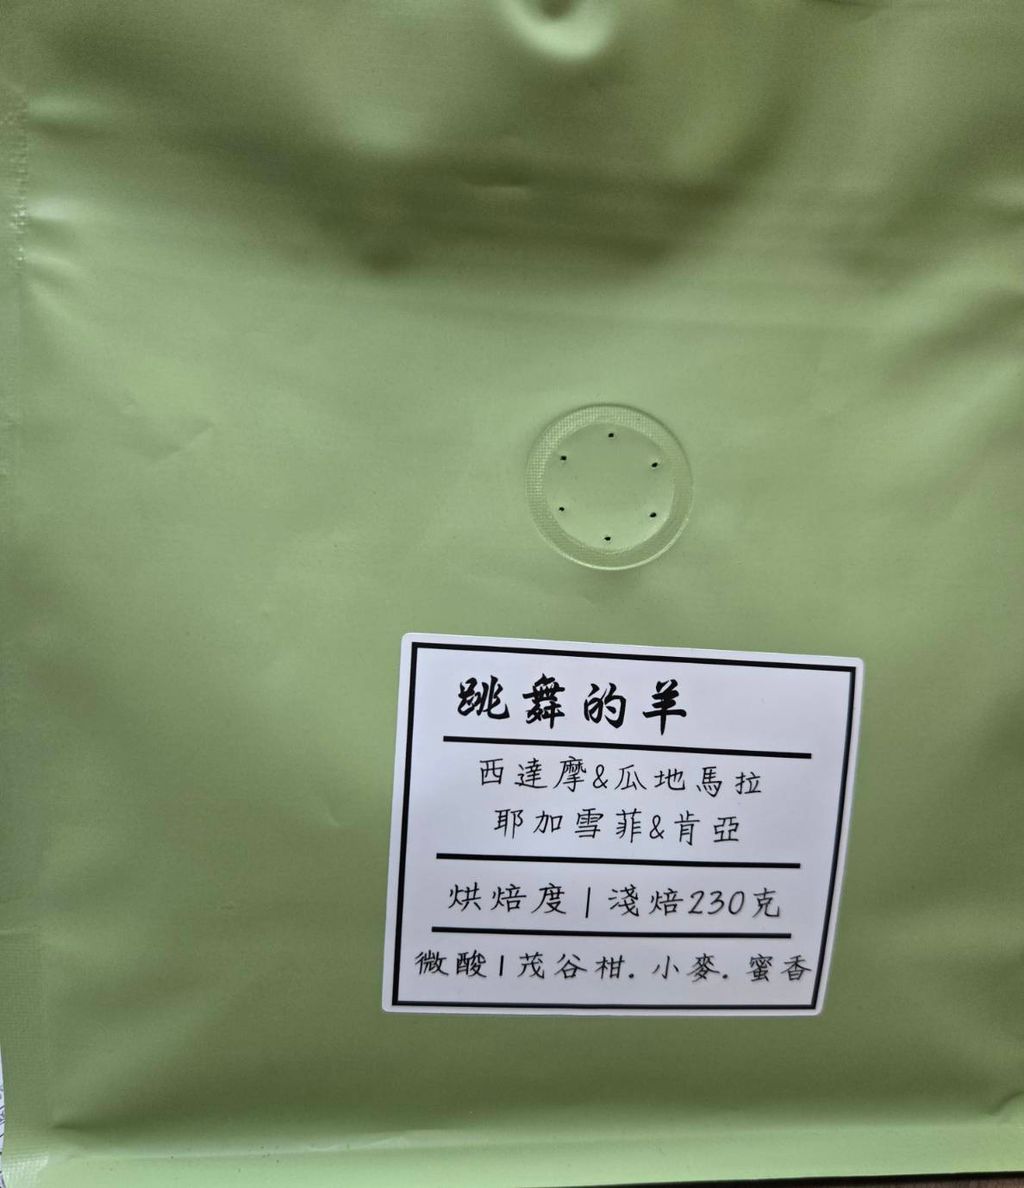 跳舞的羊
西達摩&瓜地馬拉
耶加雪菲&肯亞
烘焙度|淺焙230克
微酸|茂谷柑.小麥.蜜香